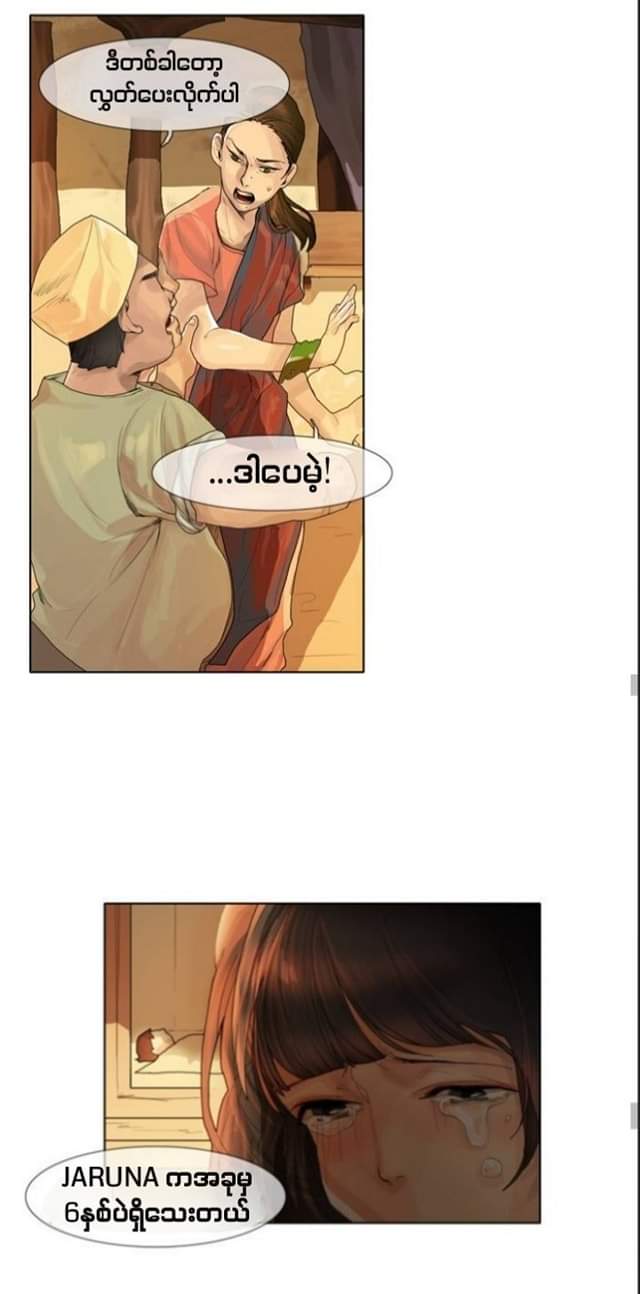 ဒီတစ်ခါတော့
လွှတ်ပေးလိုက်ပါ
...ဒါပေမဲ့!
JARUNA ကအခုမှ
6နှစ်ပဲရှိသေးတယ်